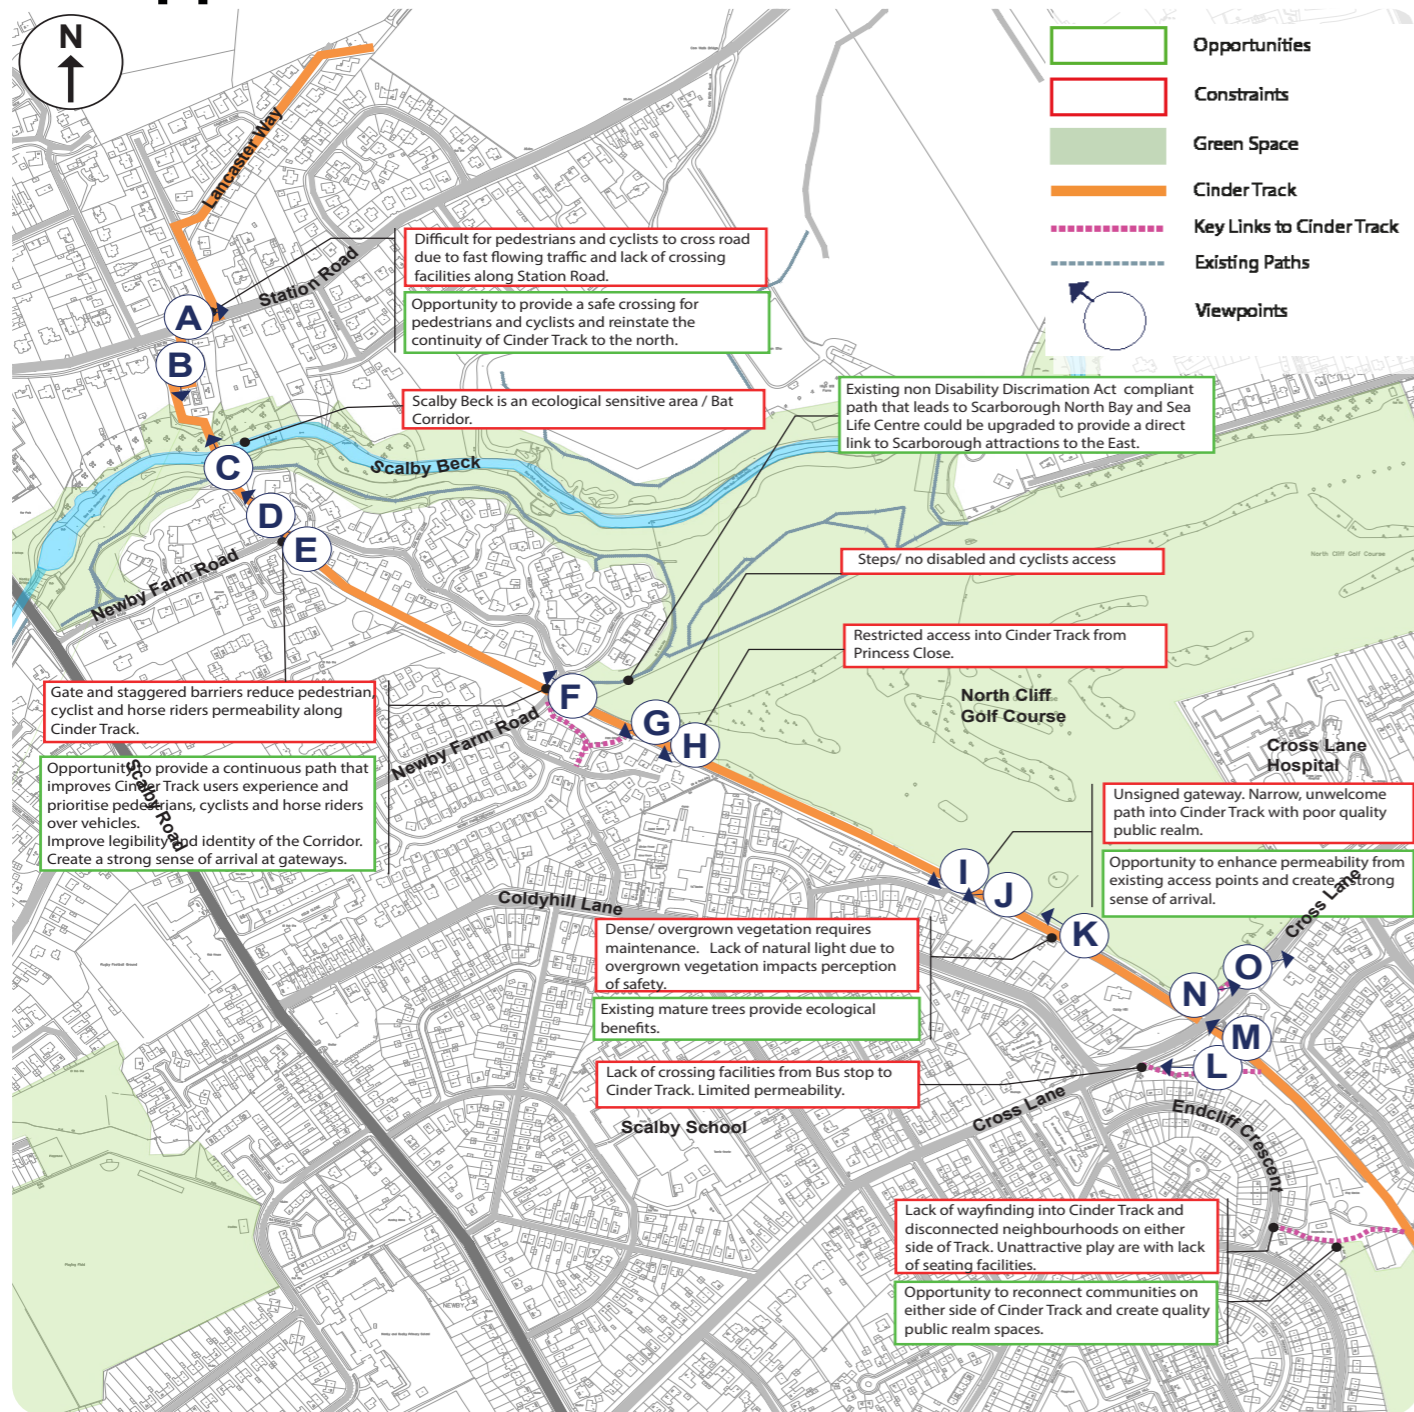 N
Opportunities
Constraints
Green Space
Cinder Track
Key Links to Cinder Track
Existing Paths
Viewpoints
Lancaster Way
Station Road
Difficult for pedestrians and cyclists to cross road
due to fast flowing traffic and lack of crossing
facilities along Station Road.
Opportunity to provide a safe crossing for
pedestrians and cyclists and reinstate the
continuity of Cinder Track to the north.
A
B
Scalby Beck is an ecological sensitive area / Bat
Corridor.
Existing non Disability Discrimation Act compliant
path that leads to Scarborough North Bay and Sea
Life Centre could be upgraded to provide a direct
link to Scarborough attractions to the East.
C
Scalby Beck
D
E
Newby Farm Road
Steps/ no disabled and cyclists access
North Cliff Golf Course
Restricted access into Cinder Track from
Princess Close.
F
G
H
Newby Farm Road
North Cliff
Golf Course
Cross Lane
Hospital
Gate and staggered barriers reduce pedestrian,
cyclist and horse riders permeability along
Cinder Track.
Opportunity to provide a continuous path that
improves Cinder Track users experience and
prioritise pedestrians, cyclists and horse riders
over vehicles.
Improve legibility and identity of the Corridor.
Create a strong sense of arrival at gateways.
Scalby Road
Unsigned gateway. Narrow, unwelcome
path into Cinder Track with poor quality
public realm.
Opportunity to enhance permeability from
existing access points and create a strong
sense of arrival.
I
J
K
Coldyhill Lane
Cross Lane
Dense/ overgrown vegetation requires
maintenance. Lack of natural light due to
overgrown vegetation impacts perception
of safety.
Existing mature trees provide ecological
benefits.
N
O
M
L
Lack of crossing facilities from Bus stop to
Cinder Track. Limited permeability.
Cross Lane
Scalby School
Endcliff Crescent
Lack of wayfinding into Cinder Track and
disconnected neighbourhoods on either
side of Track. Unattractive play are with lack
of seating facilities.
Opportunity to reconnect communities on
either side of Cinder Track and create quality
public realm spaces.
NEWBY